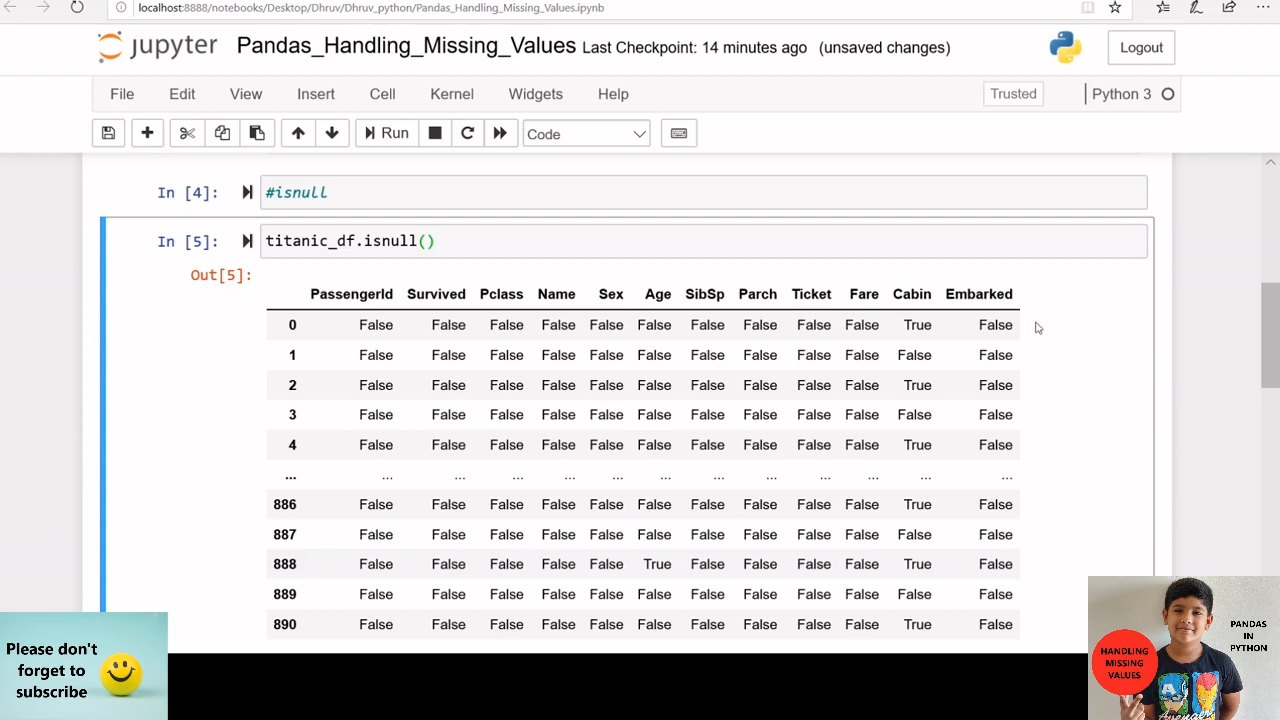 localhost:8888/notebooks/Desktop/Dhruv/Dhruv_python/Pandas_Handling_Missing_Values.ipynb
jupyter Pandas_Handling_Missing_Values Last Checkpoint: 14 minutes ago (unsaved changes) Logout
File Edit View Insert Cell Kernel Widgets Help Trusted Python 3
Run Code
In [4]: #isnull
In [5]: titanic_df.isnull()
Out[5]:
PassengerId Survived Pclass Name Sex Age SibSp Parch Ticket Fare Cabin Embarked
0 False False False False False False False False False False True False
1 False False False False False False False False False False False False
2 False False False False False False False False False False True False
3 False False False False False False False False False False False False
4 False False False False False False False False False False True False
... ... ... ... ... ... ... ... ... ... ... ... ...
886 False False False False False False False False False False True False
887 False False False False False False False False False False False False
888 False False False False False True False False False False True False
889 False False False False False False False False False False False False
890 False False False False False False False False False False True False
Please don't
forget to
subscribe
HANDLING
MISSING
VALUES
PANDAS
IN
PYTHON